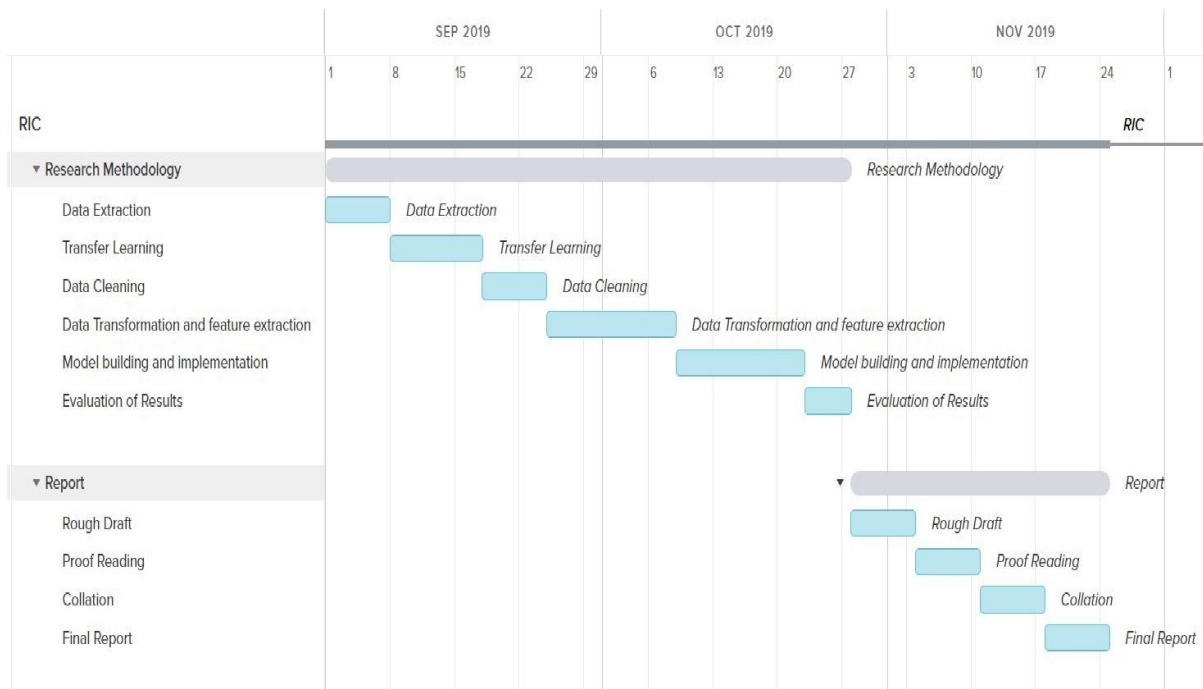 SEP 2019 OCT 2019 NOV 2019
1 8 15 22 29 6 13 20 27 3 10 17 24 1
RIC RIC
Research Methodology Research Methodology
Data Extraction Data Extraction
Transfer Learning Transfer Learning
Data Cleaning Data Cleaning
Data Transformation and feature extraction Data Transformation and feature extraction
Model building and implementation Model building and implementation
Evaluation of Results Evaluation of Results
Report Report
Rough Draft Rough Draft
Proof Reading Proof Reading
Collation Collation
Final Report Final Report